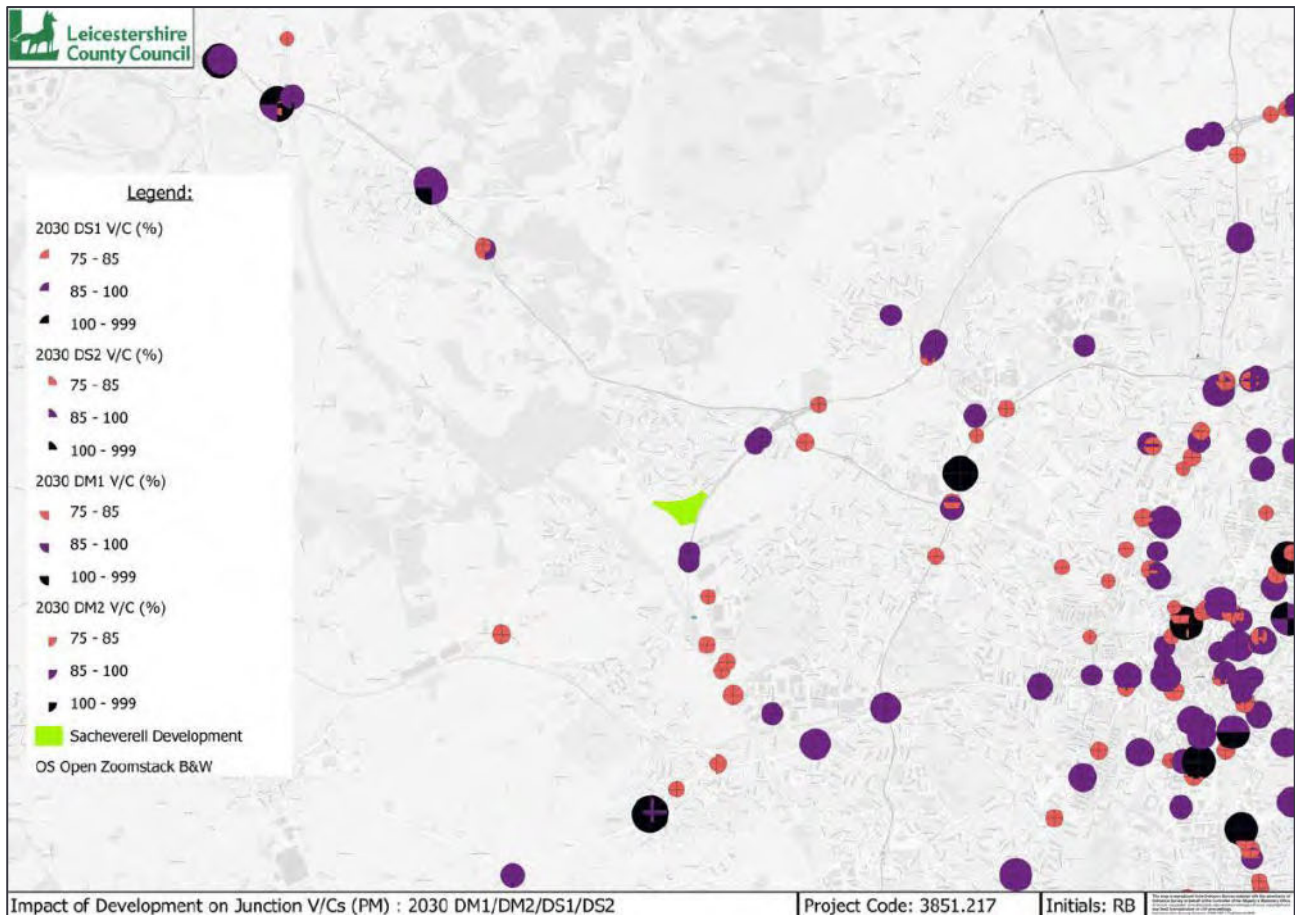 Leicestershire
County Council
Legend:
2030 DS1 V/C (%)
75 - 85
85 - 100
100 - 999
2030 DS2 V/C (%)
75 - 85
85 - 100
100 - 999
2030 DM1 V/C (%)
75 - 85
85 - 100
100 - 999
2030 DM2 V/C (%)
75 - 85
85 - 100
100 - 999
Sacheverell Development
OS Open Zoomstack B&W
Impact of Development on Junction V/Cs (PM) : 2030 DM1/DM2/DS1/DS2
Project Code: 3851.217
Initials: RB